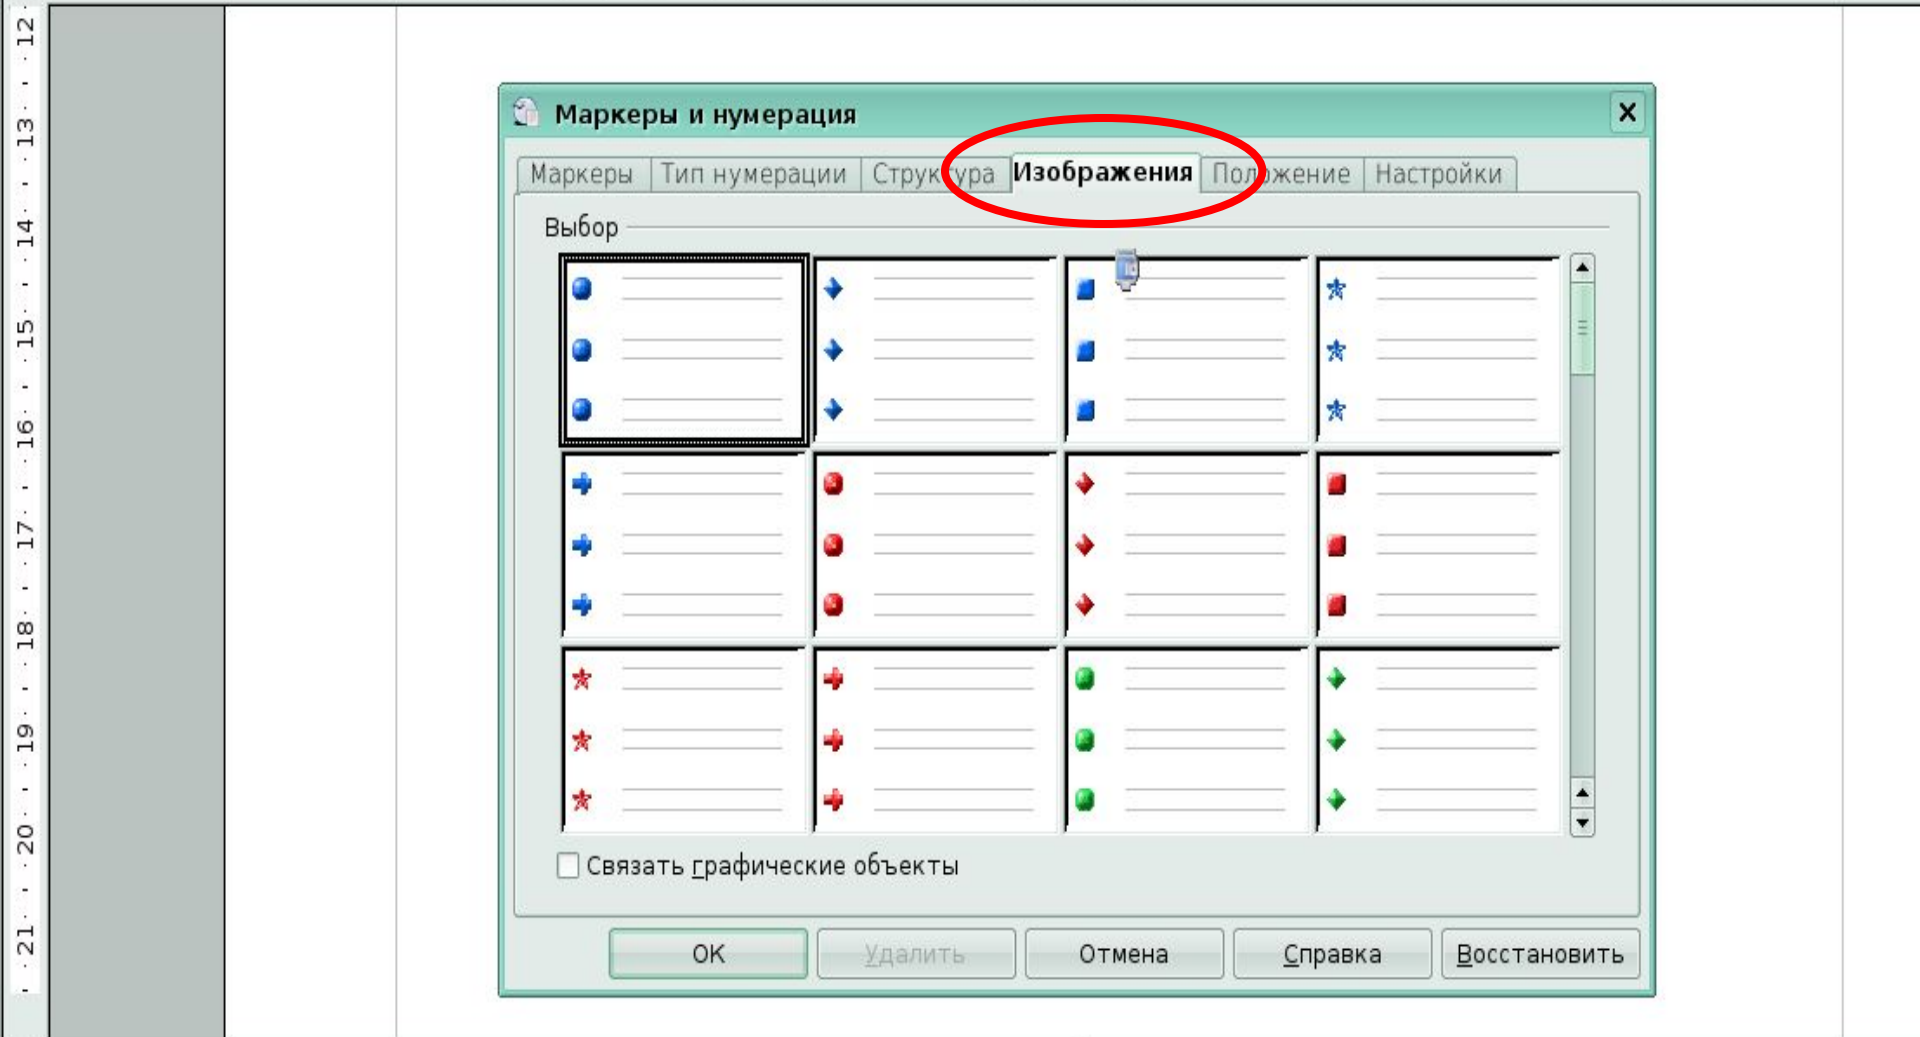 Маркеры и нумерация
Маркеры Тип нумерации Структура Изображения Положение Настройки
Выбор
Связать графические объекты
ОК Удалить Отмена Справка Восстановить
12
13
14
15
16
17
18
19
20
21